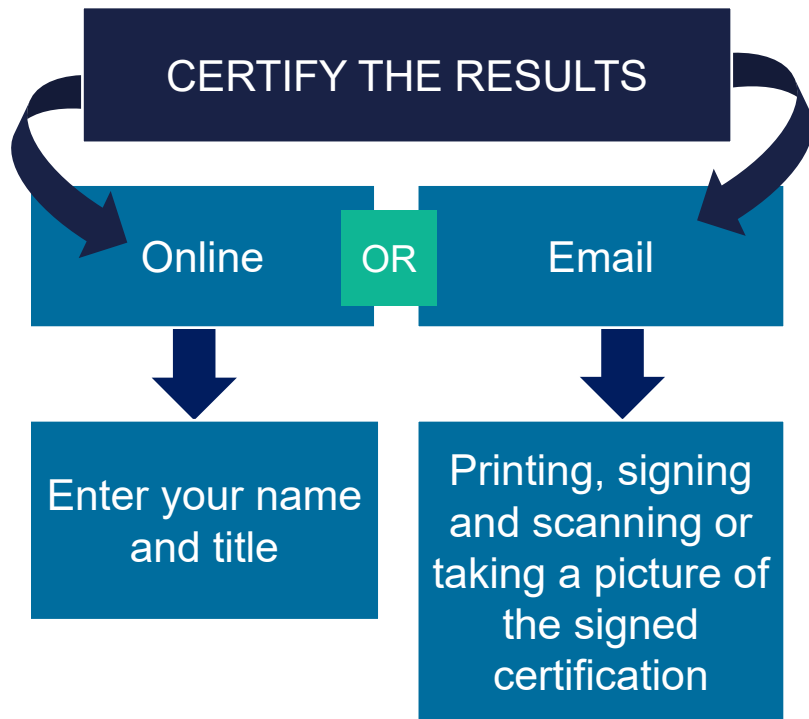 CERTIFY THE RESULTS
Online
OR
Email
Enter your name
and title
Printing, signing
and scanning or
taking a picture of
the signed
certification